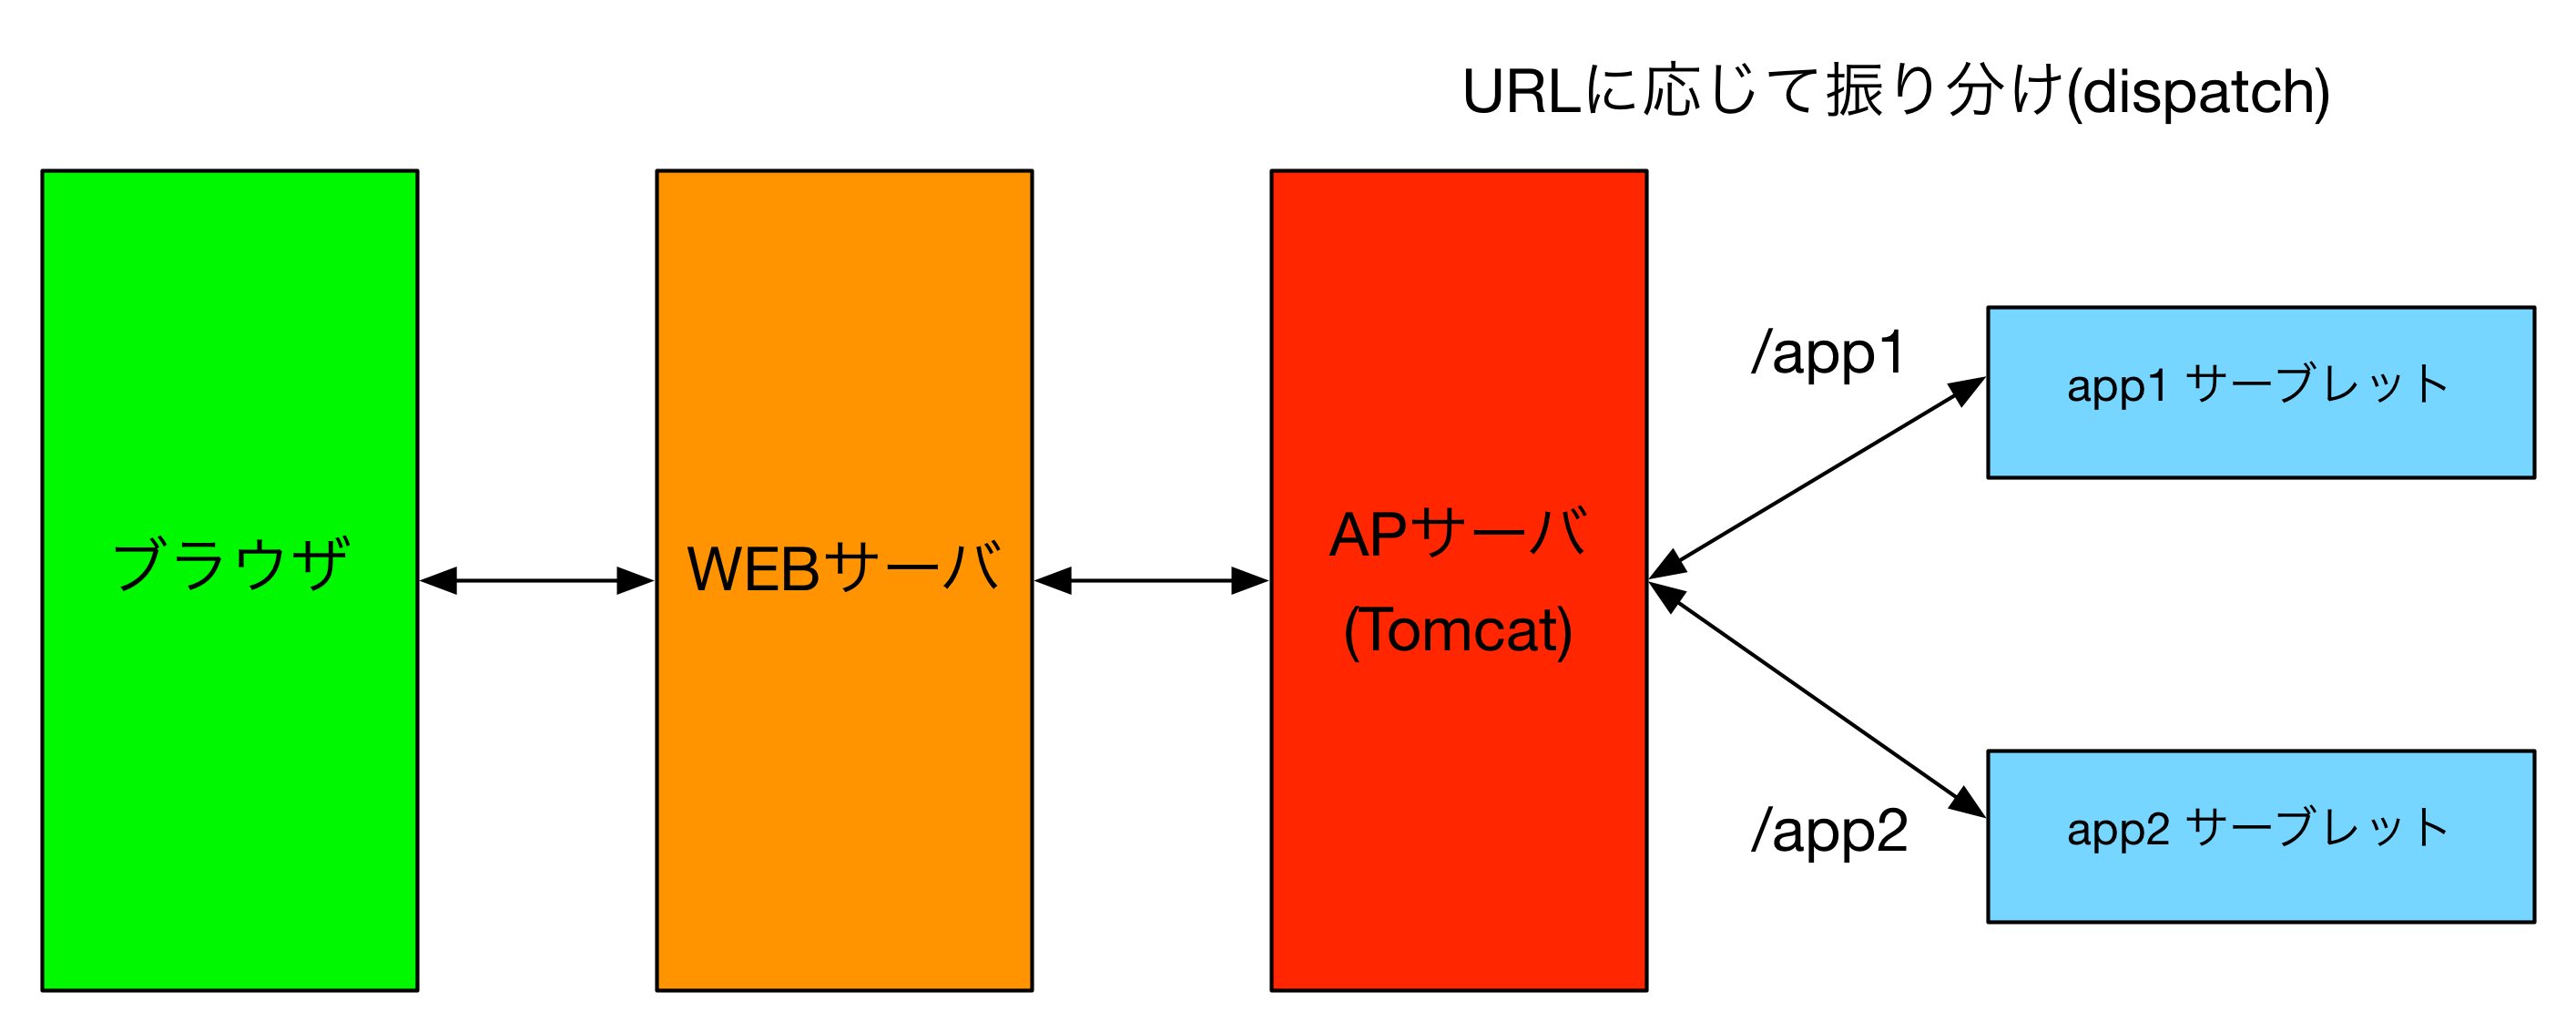 URLに応じて振り分け(dispatch)
ブラウザ
WEBサーバ
APサーバ
(Tomcat)
/app1
app1 サーブレット
/app2
app2 サーブレット